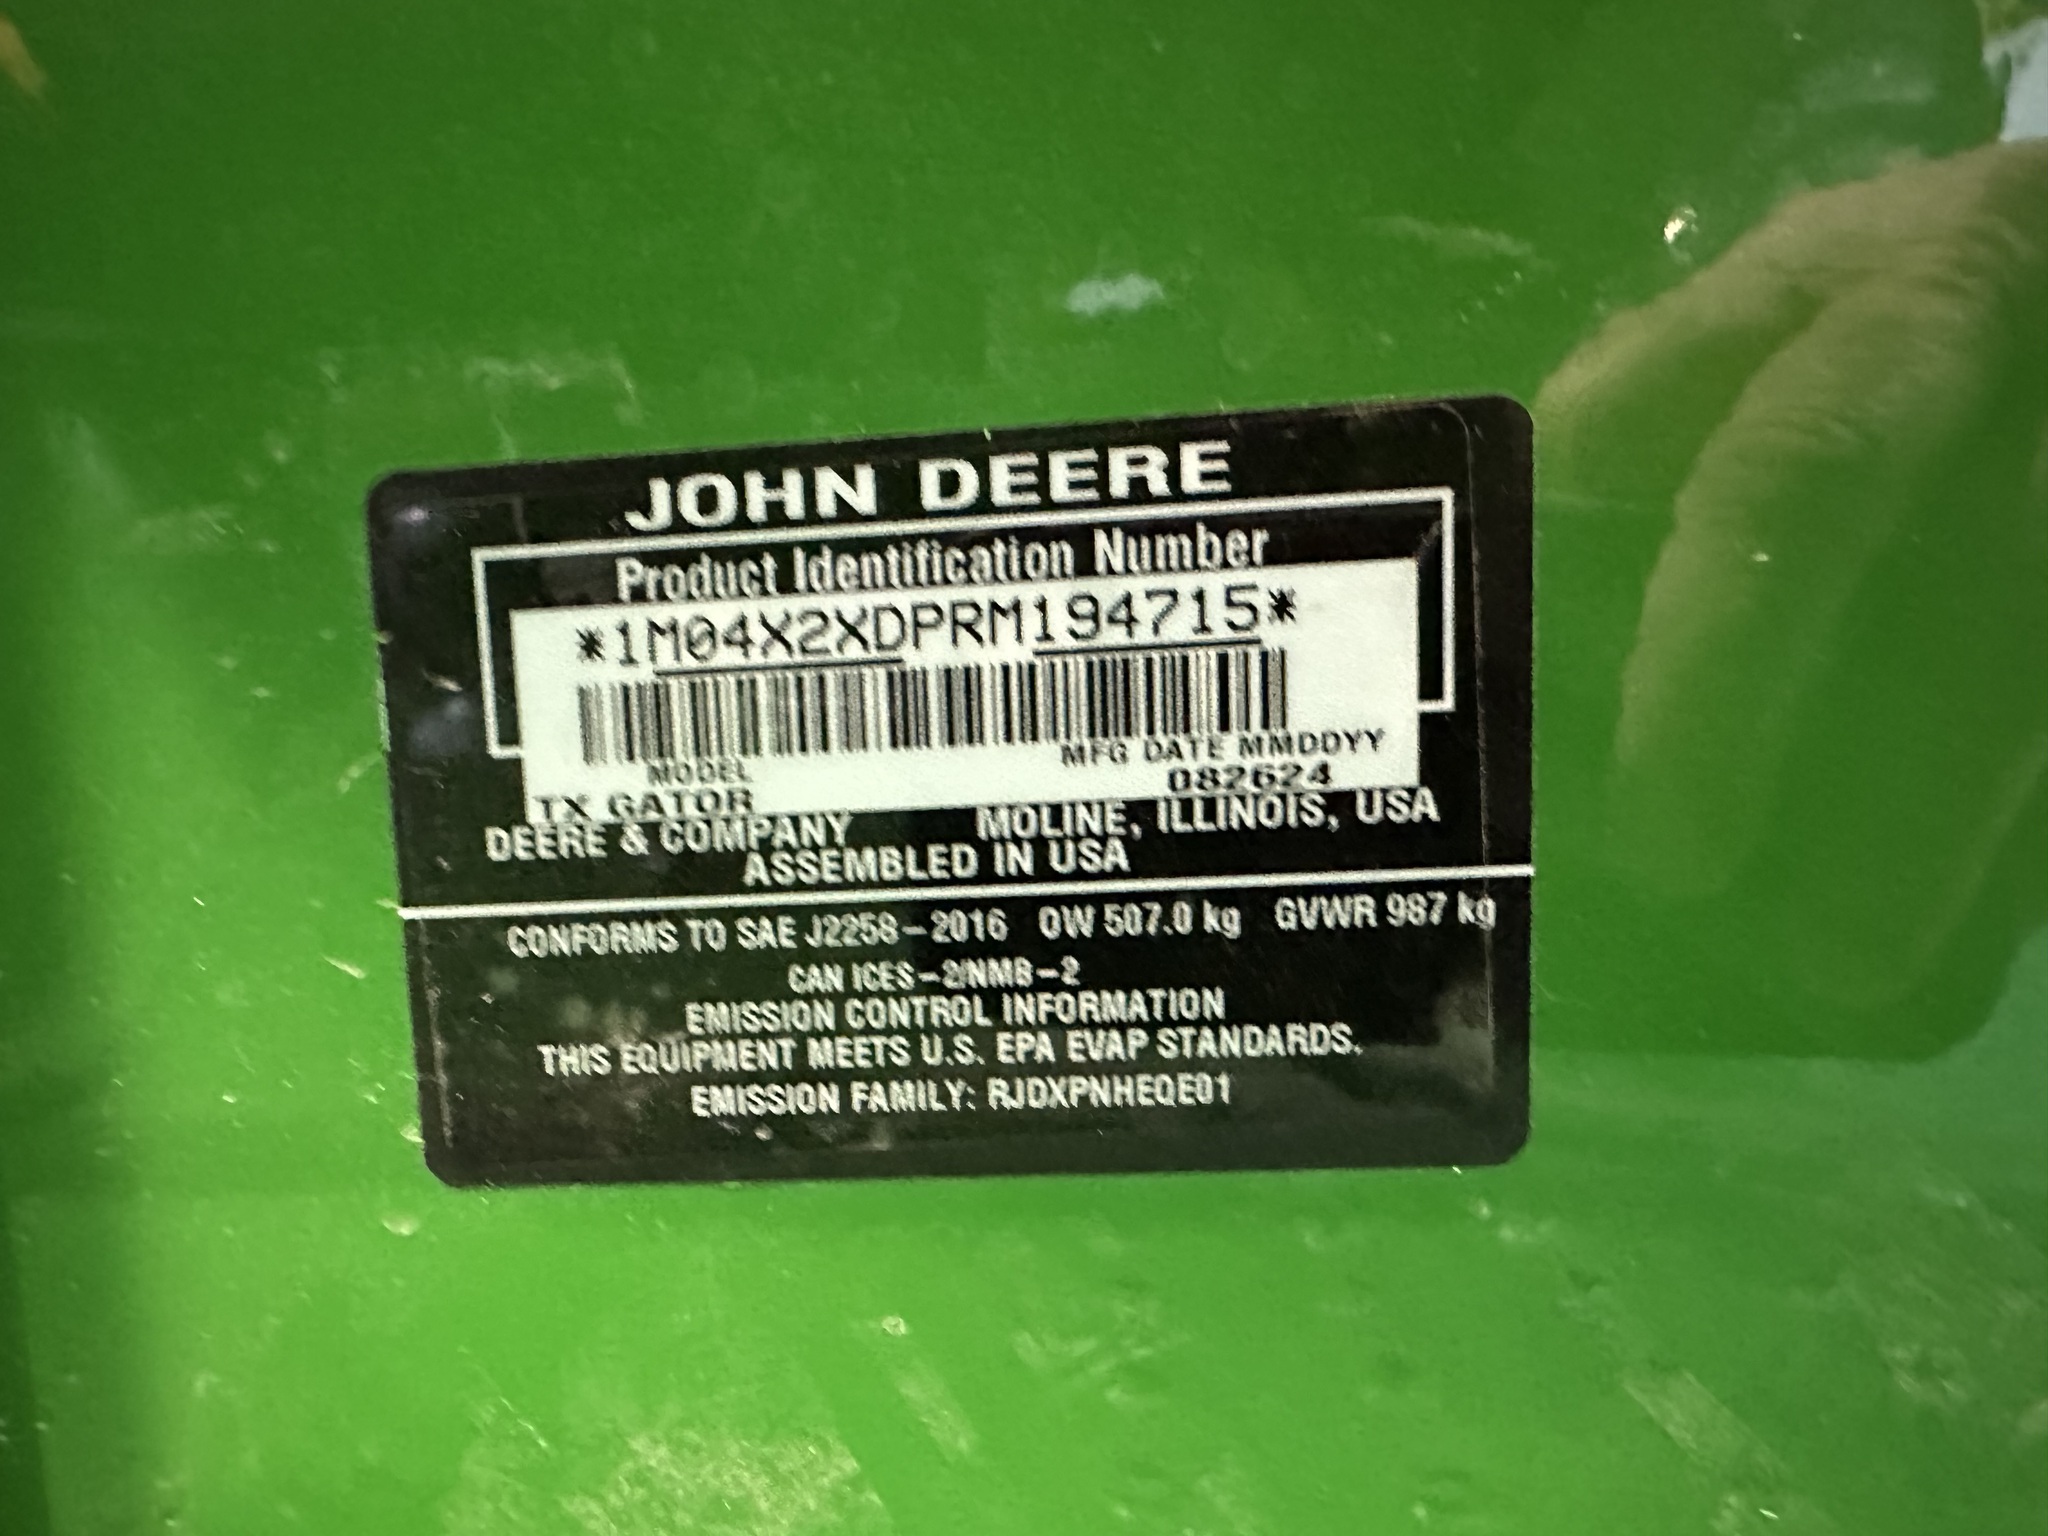 JOHN DEERE
Product Identification Number
*1M04X2XDPRM194715*
MFG DATE MMDDYY
MODEL
082624
TX GATOR
DEERE & COMPANY MOLINE, ILLINOIS, USA
ASSEMBLED IN USA
CONFORMS TO SAE J2258-2016 OW 507.0 kg GVWR 987 kg
CAN ICES-2/NMB-2
EMISSION CONTROL INFORMATION
THIS EQUIPMENT MEETS U.S. EPA EVAP STANDARDS.
EMISSION FAMILY: RJDXPNHEQE01